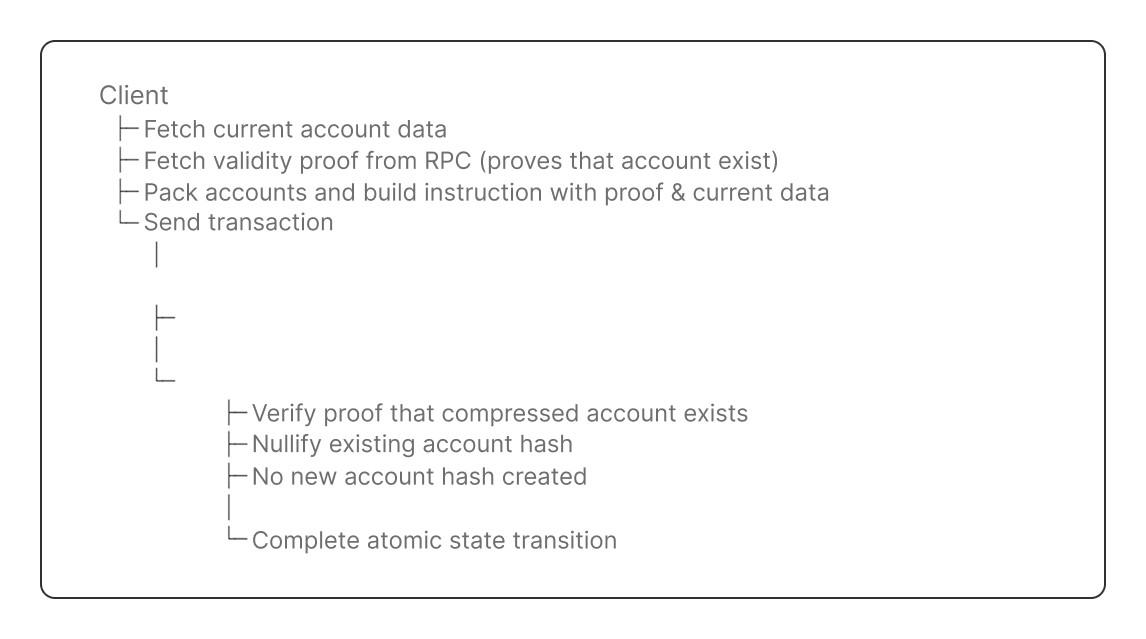 Client
├─ Fetch current account data
├─ Fetch validity proof from RPC (proves that account exist)
├─ Pack accounts and build instruction with proof & current data
└─ Send transaction
│
├─
│
└─
├─ Verify proof that compressed account exists
├─ Nullify existing account hash
├─ No new account hash created
│
└─ Complete atomic state transition